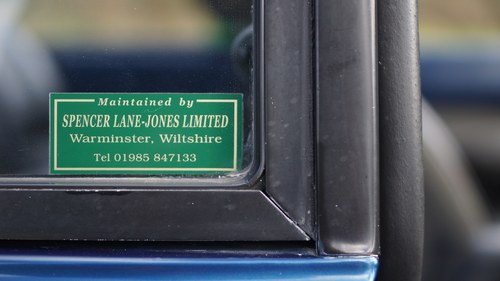 Maintained by
SPENCER LANE-JONES LIMITED
Warminster, Wiltshire
Tel 01985 847133